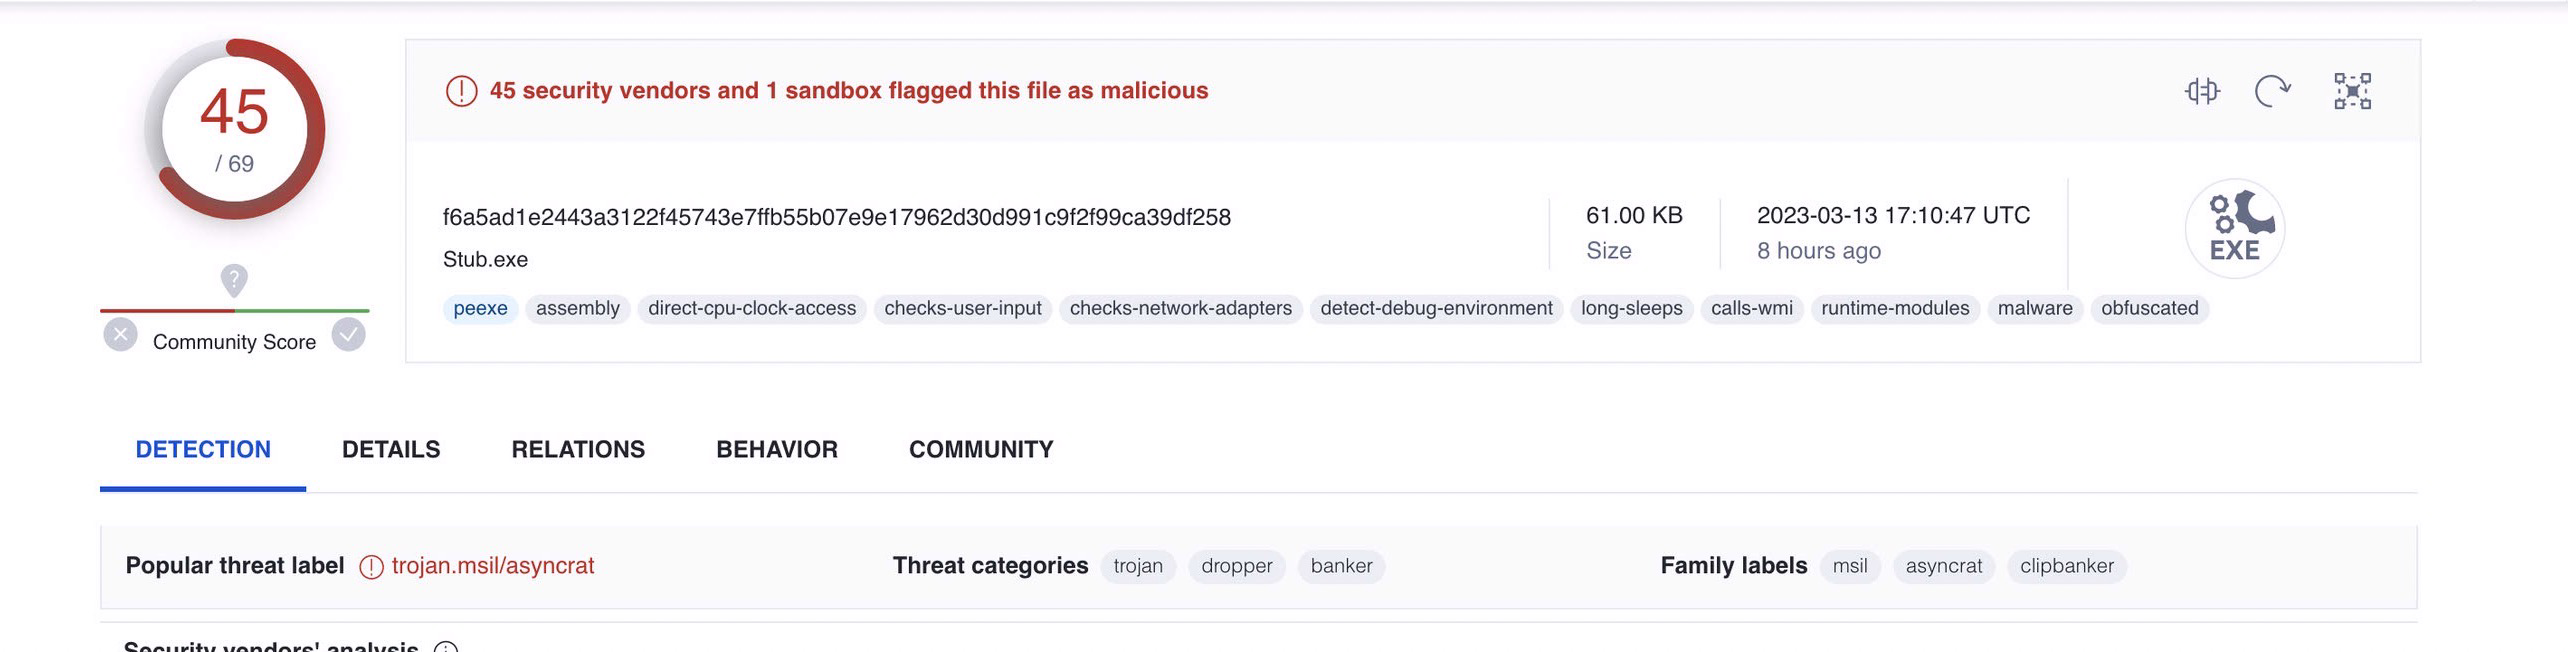 45
/ 69
Community Score
45 security vendors and 1 sandbox flagged this file as malicious
f6a5ad1e2443a3122f45743e7ffb55b07e9e17962d30d991c9f2f99ca39df258
Stub.exe
61.00 KB
Size
2023-03-13 17:10:47 UTC
8 hours ago
EXE
peexe assembly direct-cpu-clock-access checks-user-input checks-network-adapters detect-debug-environment long-sleeps calls-wmi runtime-modules malware obfuscated
DETECTION DETAILS RELATIONS BEHAVIOR COMMUNITY
Popular threat label trojan.msil/asyncrat Threat categories trojan dropper banker Family labels msil asyncrat clipbanker
Security vendors' analysis